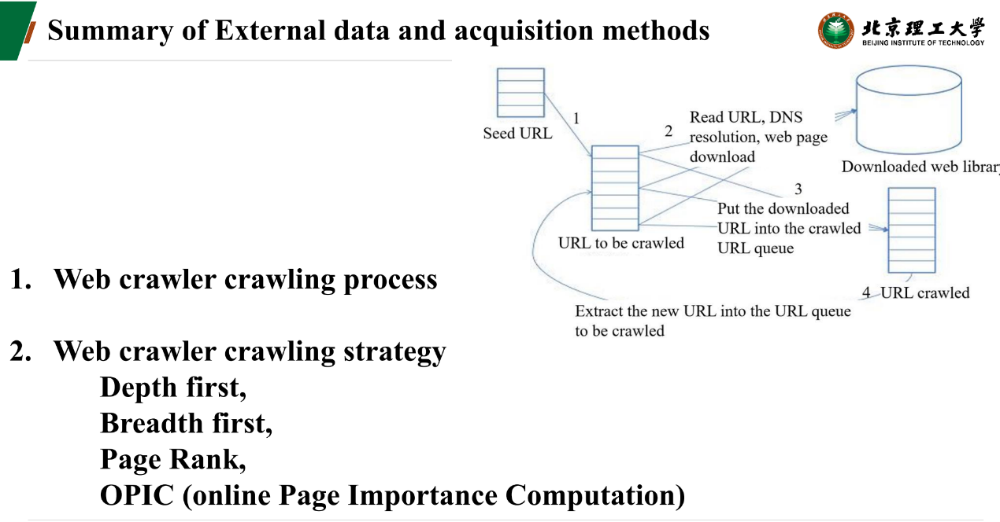 Summary of External data and acquisition methods
北京理工大学
BEIJING INSTITUTE OF TECHNOLOGY
Seed URL
1
2
Read URL, DNS
resolution, web page
download
Downloaded web library
3
Put the downloaded
URL into the crawled
URL queue
URL to be crawled
4 URL crawled
Extract the new URL into the URL queue
to be crawled
1. Web crawler crawling process
2. Web crawler crawling strategy
Depth first,
Breadth first,
Page Rank,
OPIC (online Page Importance Computation)